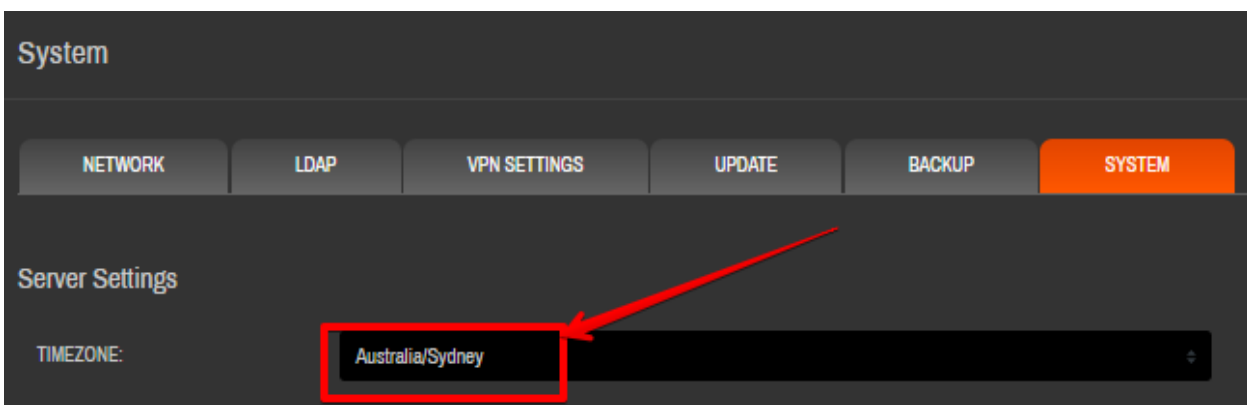 System
NETWORK LDAP VPN SETTINGS UPDATE BACKUP SYSTEM
Server Settings
TIMEZONE: Australia/Sydney